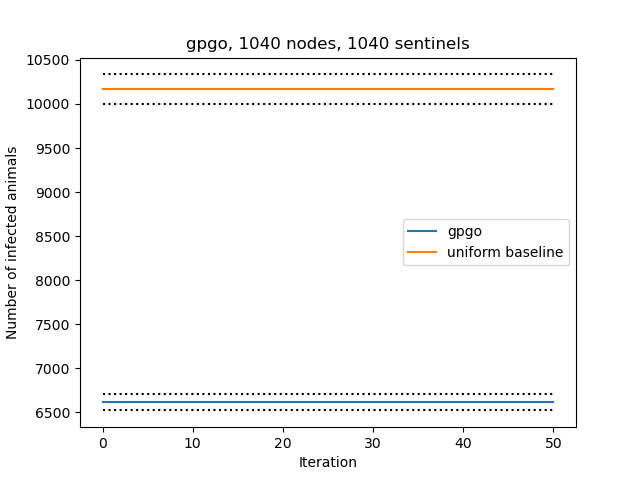 gpgo, 1040 nodes, 1040 sentinels
10500
10000
9500
9000
8500
8000
7500
7000
6500
Number of infected animals
gpgo
uniform baseline
0 10 20 30 40 50
Iteration